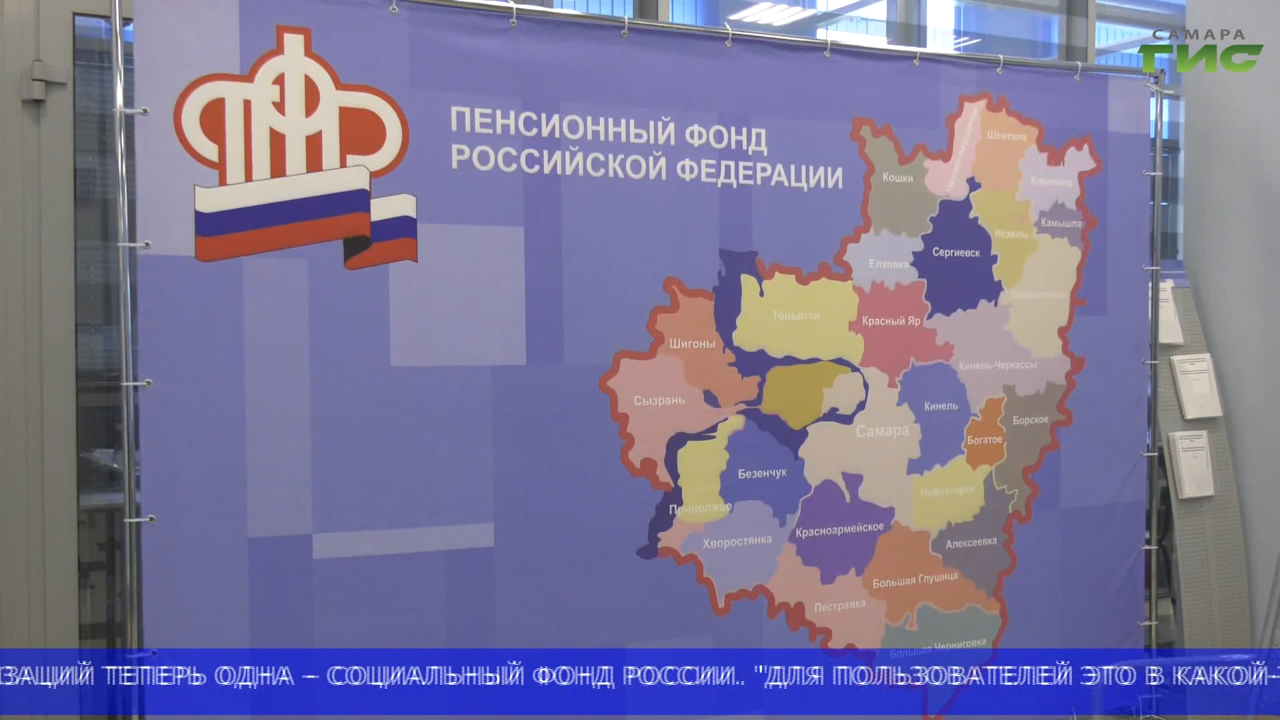 САМАРА
ГИС
ПФР
ПЕНСИОННЫЙ ФОНД
РОССИЙСКОЙ ФЕДЕРАЦИИ
Шентала
Кошки
Камышла
Исаклы
Сергиевск
Елховка
Тольятти
Красный Яр
Шигоны
Кинель-Черкассы
Сызрань
Кинель
Борское
Самара
Богатое
Безенчук
Нефтегорск
Приволжье
Красноармейское
Хворостянка
Алексеевка
Большая Глушица
Пестравка
Большая Черниговка
ЗАЦИЙ ТЕПЕРЬ ОДНА – СОЦИАЛЬНЫЙ ФОНД РОССИИ.. "ДЛЯ ПОЛЬЗОВАТЕЛЕЙ ЭТО В КАКОЙ-